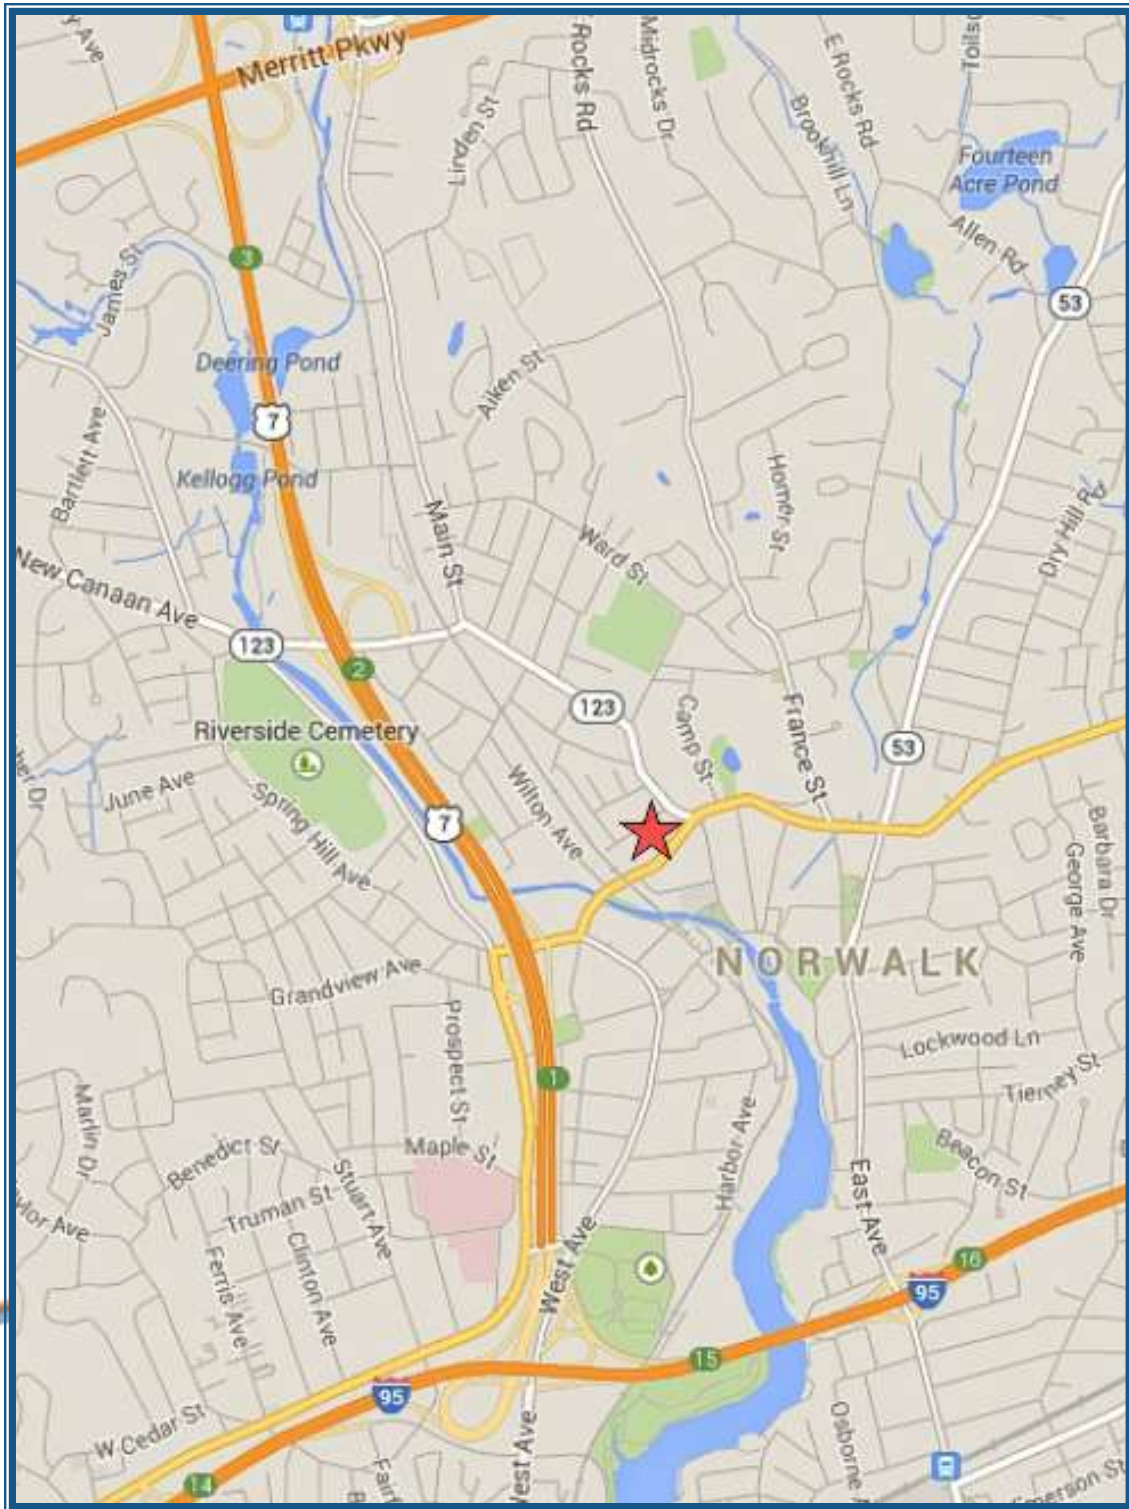 Merritt Pkwy
Linden St
Rocks Rd
Midrocks Dr
E Rocks Rd
Brookhill Ln
Fourteen
Acre Pond
Allen Rd
53
3
James St
Deering Pond
7
Aiken St
Bartlett Ave
Kellogg Pond
Main St
Homer St
Dry Hill Rd
Ward St
New Canaan Ave
123
2
123
Camp St
France St
53
Riverside Cemetery
June Ave
Spring Hill Ave
7
Wilton Ave
Barbara Dr
George Ave
NORWALK
Grandview Ave
Prospect St
Lockwood Ln
Tierney St
1
Marlin Dr
Maple St
Harbor Ave
Beacon St
Benedict St
Stuart Ave
Truman St
East Ave
Ferris Ave
Clinton Ave
West Ave
16
95
15
95
W Cedar St
West Ave
Osborne
14